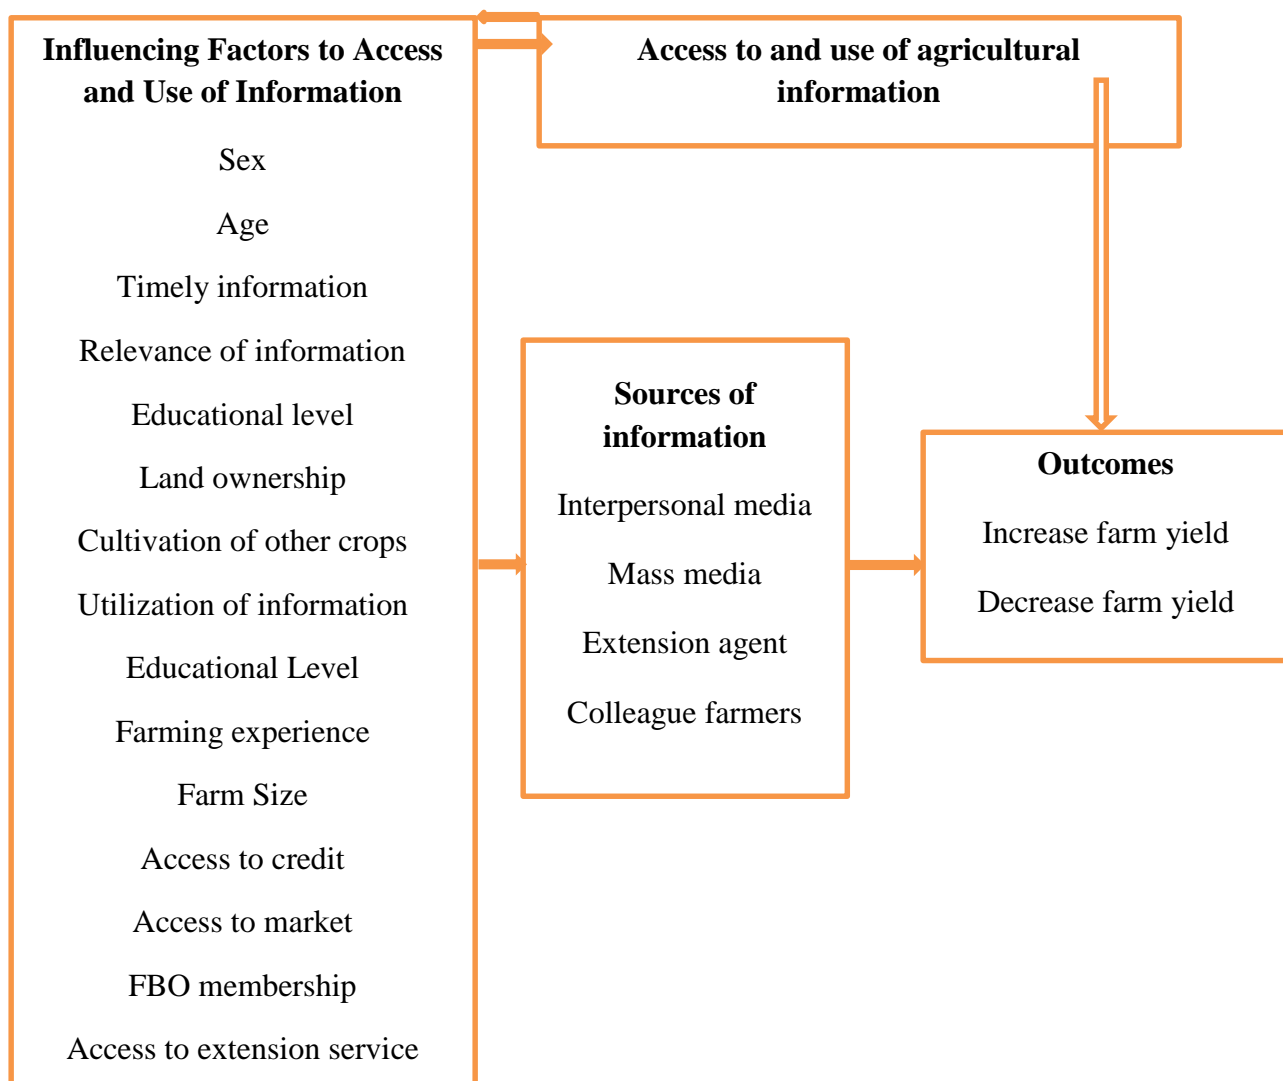 Influencing Factors to Access
and Use of Information
Sex
Age
Timely information
Relevance of information
Educational level
Land ownership
Cultivation of other crops
Utilization of information
Educational Level
Farming experience
Farm Size
Access to credit
Access to market
FBO membership
Access to extension service
Access to and use of agricultural
information
Sources of
information
Interpersonal media
Mass media
Extension agent
Colleague farmers
Outcomes
Increase farm yield
Decrease farm yield